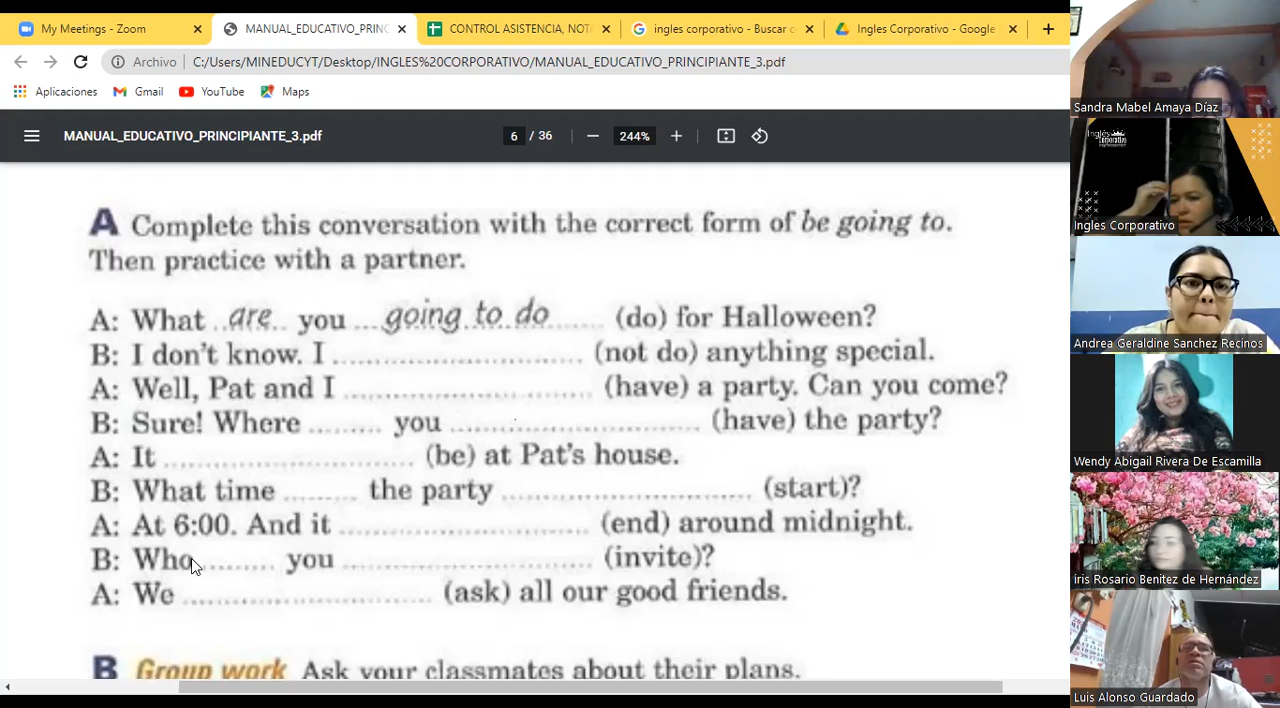 My Meetings - Zoom
MANUAL_EDUCATIVO_PRINC
CONTROL ASISTENCIA, NOTA
ingles corporativo - Buscar c
Ingles Corporativo - Google
Archivo C:/Users/MINEDUCYT/Desktop/INGLES%20CORPORATIVO/MANUAL_EDUCATIVO_PRINCIPIANTE_3.pdf
Aplicaciones Gmail YouTube Maps
MANUAL_EDUCATIVO_PRINCIPIANTE_3.pdf 6 / 36 244%
A Complete this conversation with the correct form of be going to.
Then practice with a partner.
A: What ..are.. you ...going to do...... (do) for Halloween?
B: I don't know. I .............................. (not do) anything special.
A: Well, Pat and I .............................. (have) a party. Can you come?
B: Sure! Where ......... you .............................. (have) the party?
A: It .............................. (be) at Pat's house.
B: What time ......... the party .............................. (start)?
A: At 6:00. And it .............................. (end) around midnight.
B: Who ......... you .............................. (invite)?
A: We .............................. (ask) all our good friends.
B Group work Ask your classmates about their plans.
Sandra Mabel Amaya Díaz
Inglés
Corporativo
Ingles Corporativo
Andrea Geraldine Sanchez Recinos
Wendy Abigail Rivera De Escamilla
iris Rosario Benitez de Hernández
Luis Alonso Guardado